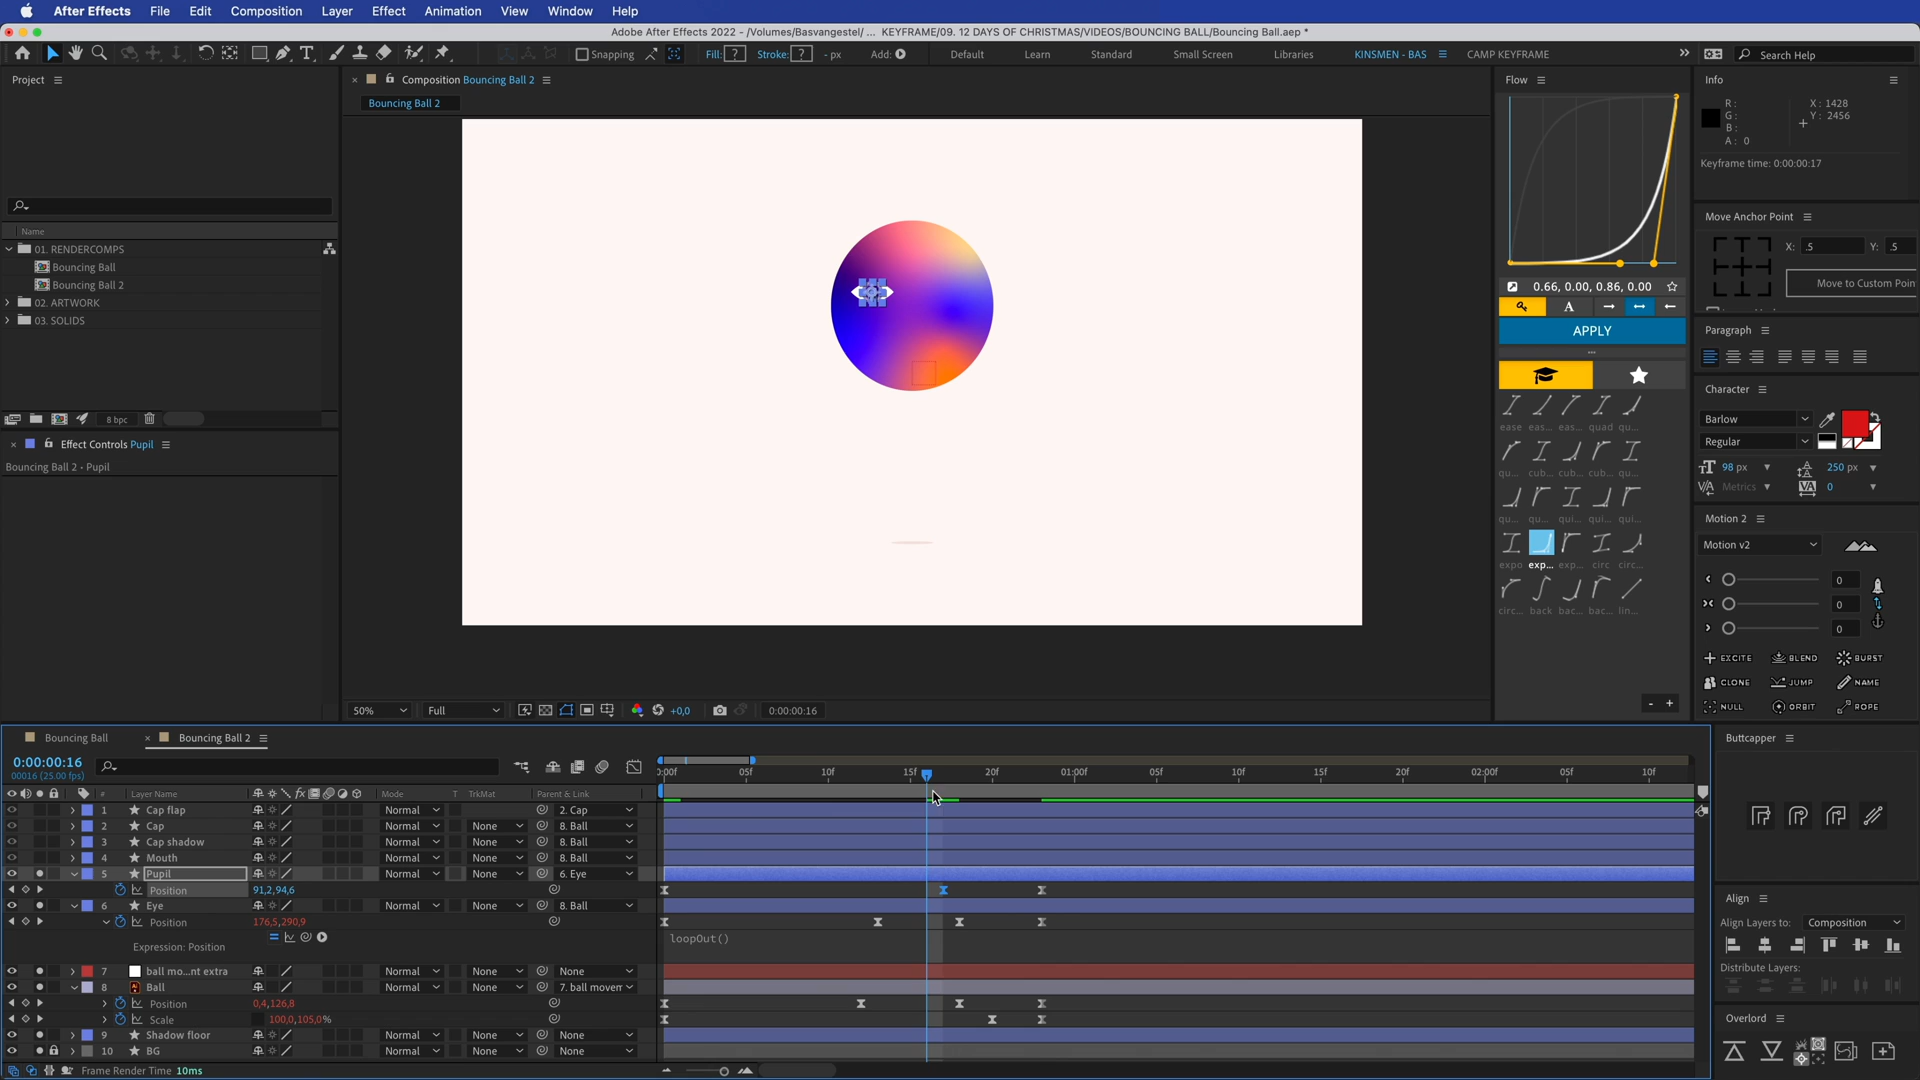 After Effects File Edit Composition Layer Effect Animation View Window Help
Adobe After Effects 2022 - /Volumes/Basvangestel/ ... KEYFRAME/09. 12 DAYS OF CHRISTMAS/VIDEOS/BOUNCING BALL/Bouncing Ball.aep *
Snapping Fill: ? Stroke: ? - px Add: Default Learn Standard Small Screen Libraries KINSMEN - BAS CAMP KEYFRAME Search Help
Project
Composition Bouncing Ball 2
Bouncing Ball 2
Name
01. RENDERCOMPS
Bouncing Ball
Bouncing Ball 2
02. ARTWORK
03. SOLIDS
8 bpc
Effect Controls Pupil
Bouncing Ball 2 • Pupil
50% Full +0,0 0:00:00:16
Flow
0.66, 0.00, 0.86, 0.00
A
APPLY
ease eas... eas... quad qu...
qu... cub... cub... cub... qu...
qu... qu... qui... qui... qui...
expo exp... exp... circ circ...
circ... back bac... bac... lin...
- +
Info
R: X: 1428
G: Y: 2456
B:
A: 0
Keyframe time: 0:00:00:17
Move Anchor Point
X: .5 Y: .5
Move to Custom Poin
Paragraph
Character
Barlow
Regular
98 px 250 px
Metrics 0
Motion 2
Motion v2
0
0
0
EXCITE BLEND BURST
CLONE JUMP NAME
NULL ORBIT ROPE
Bouncing Ball Bouncing Ball 2
0:00:00:16
00016 (25.00 fps)
0:00f 05f 10f 15f 20f 01:00f 05f 10f 15f 20f 02:00f 05f 10f
# Layer Name Mode T TrkMat Parent & Link
1 Cap flap Normal 2. Cap
2 Cap Normal None 8. Ball
3 Cap shadow Normal None 8. Ball
4 Mouth Normal None 8. Ball
5 Pupil Normal None 6. Eye
Position 91,2,94,6
6 Eye Normal None 8. Ball
Position 176,5,290,9
Expression: Position loopOut()
7 ball mo...nt extra Normal None None
8 Ball Normal None 7. ball movem
Position 0,4,126,8
Scale 100,0,105,0%
9 Shadow floor Normal None None
10 BG Normal None None
Frame Render Time 10ms
Buttcapper
Align
Align Layers to: Composition
Distribute Layers:
Overlord